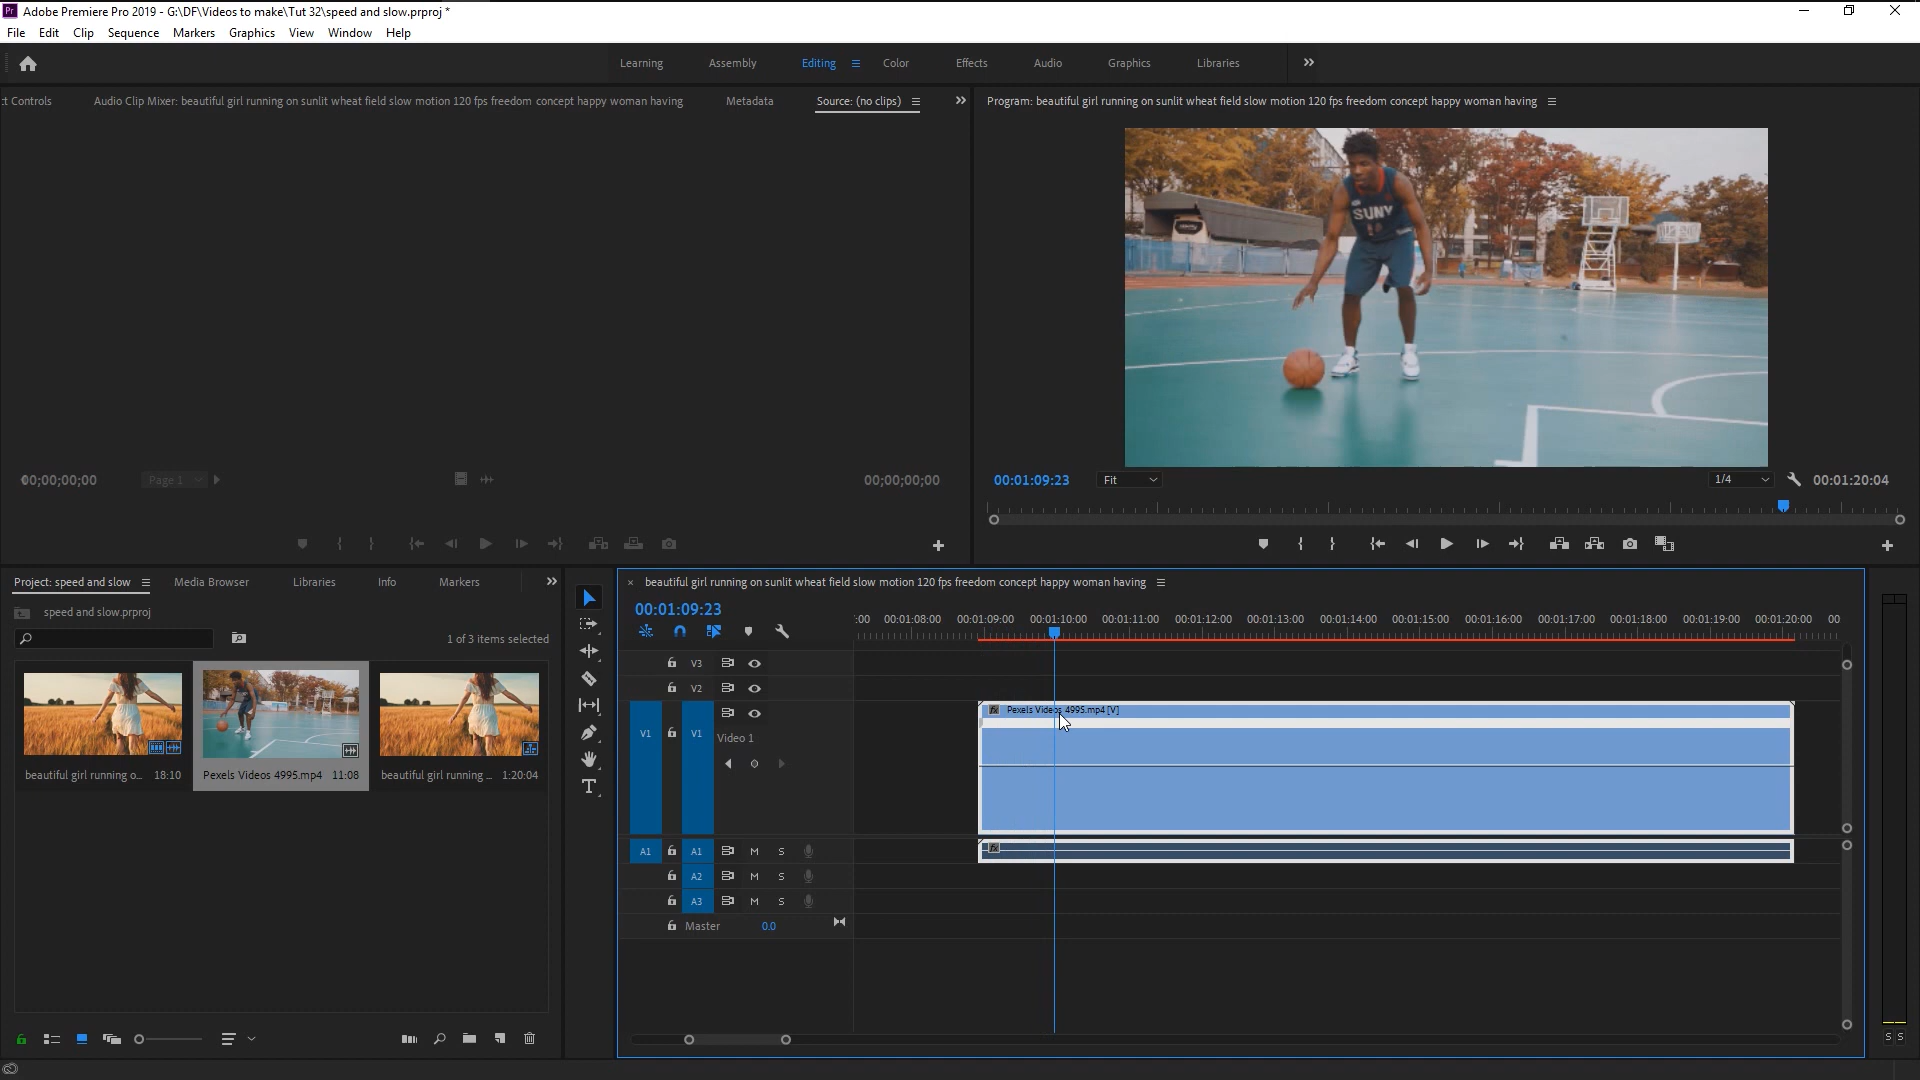 Pr Adobe Premiere Pro 2019 - G:\DF\Videos to make\Tut 32\speed and slow.prproj *
File Edit Clip Sequence Markers Graphics View Window Help
Learning Assembly Editing Color Effects Audio Graphics Libraries
ct Controls Audio Clip Mixer: beautiful girl running on sunlit wheat field slow motion 120 fps freedom concept happy woman having Metadata Source: (no clips)
Program: beautiful girl running on sunlit wheat field slow motion 120 fps freedom concept happy woman having
SUNY
00;00;00;00 Page 1 00;00;00;00
00:01:09:23 Fit 1/4 00:01:20:04
Project: speed and slow Media Browser Libraries Info Markers
speed and slow.prproj
1 of 3 items selected
beautiful girl running o... 18:10
Pexels Videos 4995.mp4 11:08
beautiful girl running ... 1:20:04
× beautiful girl running on sunlit wheat field slow motion 120 fps freedom concept happy woman having
00:01:09:23
:00 00:01:08:00 00:01:09:00 00:01:10:00 00:01:11:00 00:01:12:00 00:01:13:00 00:01:14:00 00:01:15:00 00:01:16:00 00:01:17:00 00:01:18:00 00:01:19:00 00:01:20:00 00
V3
V2
V1 V1
Video 1
Pexels Videos 4995.mp4 [V]
fx
fx
A1 A1 M S
A2 M S
A3 M S
Master 0.0
S S